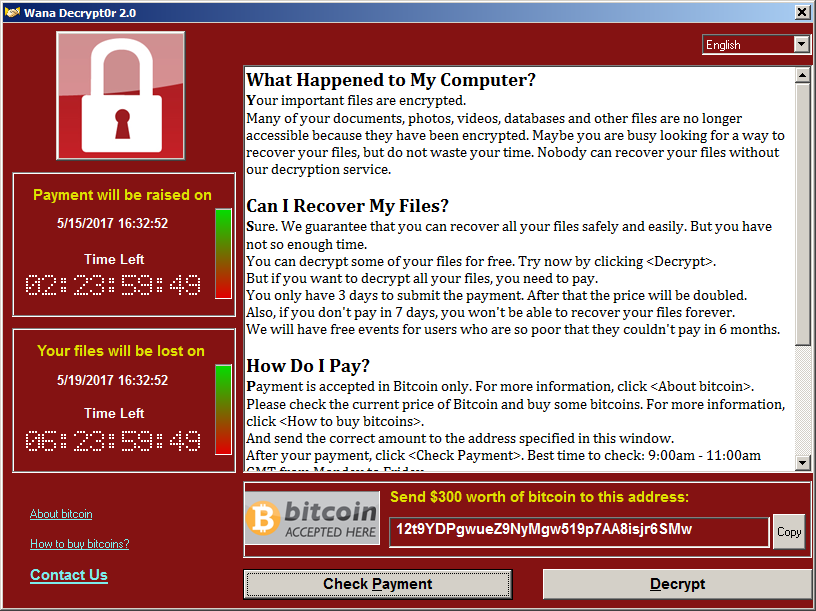 Wana Decrypt0r 2.0
English
What Happened to My Computer?
Your important files are encrypted.
Many of your documents, photos, videos, databases and other files are no longer
accessible because they have been encrypted. Maybe you are busy looking for a way to
recover your files, but do not waste your time. Nobody can recover your files without
our decryption service.
Can I Recover My Files?
Sure. We guarantee that you can recover all your files safely and easily. But you have
not so enough time.
You can decrypt some of your files for free. Try now by clicking <Decrypt>.
But if you want to decrypt all your files, you need to pay.
You only have 3 days to submit the payment. After that the price will be doubled.
Also, if you don't pay in 7 days, you won't be able to recover your files forever.
We will have free events for users who are so poor that they couldn't pay in 6 months.
How Do I Pay?
Payment is accepted in Bitcoin only. For more information, click <About bitcoin>.
Please check the current price of Bitcoin and buy some bitcoins. For more information,
click <How to buy bitcoins>.
And send the correct amount to the address specified in this window.
After your payment, click <Check Payment>. Best time to check: 9:00am - 11:00am
GMT from Monday to Friday.
Payment will be raised on
5/15/2017 16:32:52
Time Left
02:23:59:49
Your files will be lost on
5/19/2017 16:32:52
Time Left
06:23:59:49
About bitcoin
How to buy bitcoins?
Contact Us
bitcoin
ACCEPTED HERE
Send $300 worth of bitcoin to this address:
12t9YDPgwueZ9NyMgw519p7AA8isjr6SMw
Copy
Check Payment
Decrypt